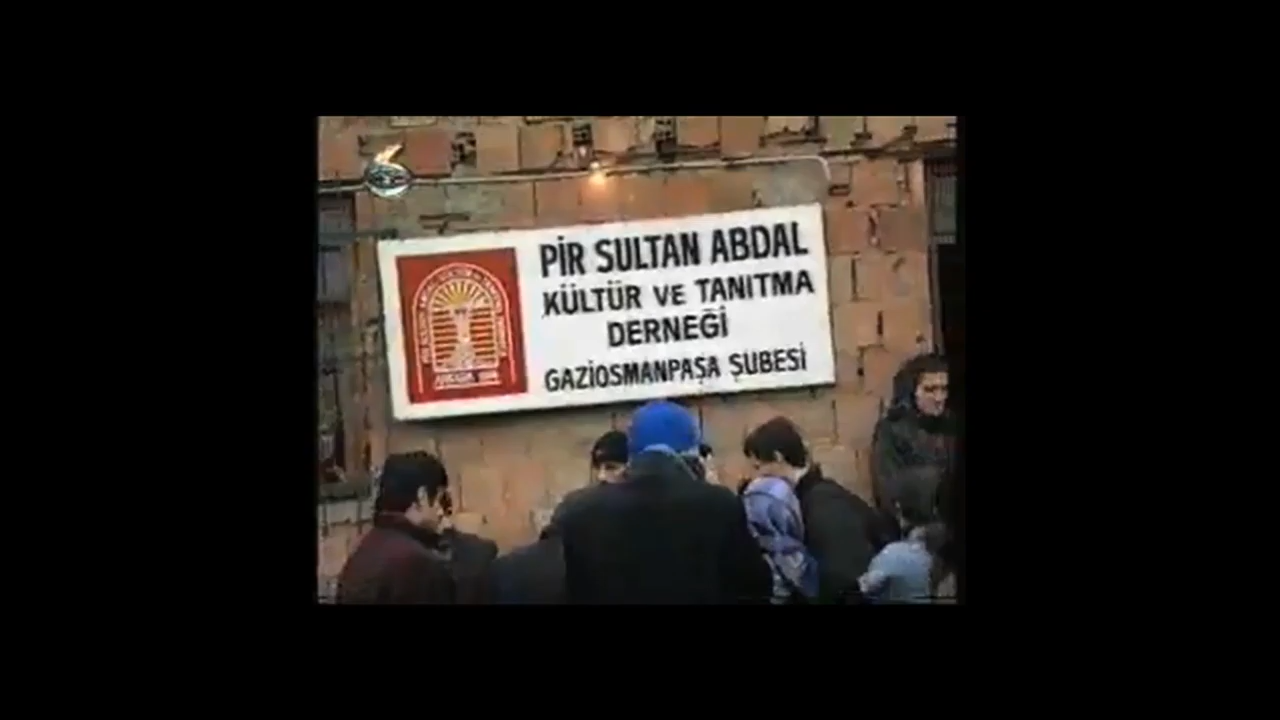 PİR SULTAN ABDAL
KÜLTÜR VE TANITMA
DERNEĞİ
GAZİOSMANPAŞA ŞUBESİ